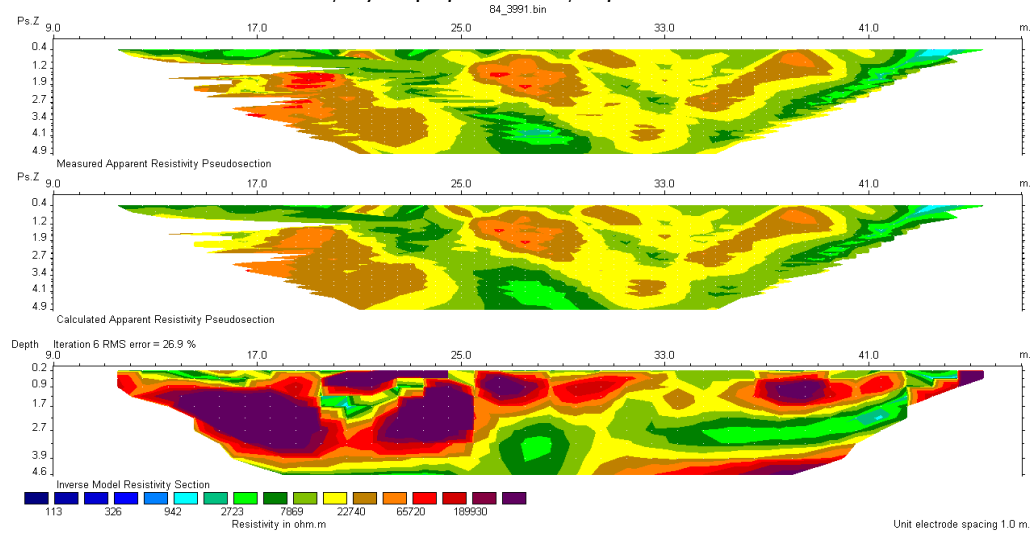 84_3991.bin
Ps.Z 9.0 17.0 25.0 33.0 41.0 m.
0.4
1.2
1.9
2.7
3.4
4.1
4.9
Measured Apparent Resistivity Pseudosection
Ps.Z 9.0 17.0 25.0 33.0 41.0 m.
0.4
1.2
1.9
2.7
3.4
4.1
4.9
Calculated Apparent Resistivity Pseudosection
Depth Iteration 6 RMS error = 26.9 %
9.0 17.0 25.0 33.0 41.0 m.
0.2
0.9
1.7
2.7
3.9
4.6
Inverse Model Resistivity Section
113 326 942 2723 7869 22740 65720 189930
Resistivity in ohm.m
Unit electrode spacing 1.0 m.